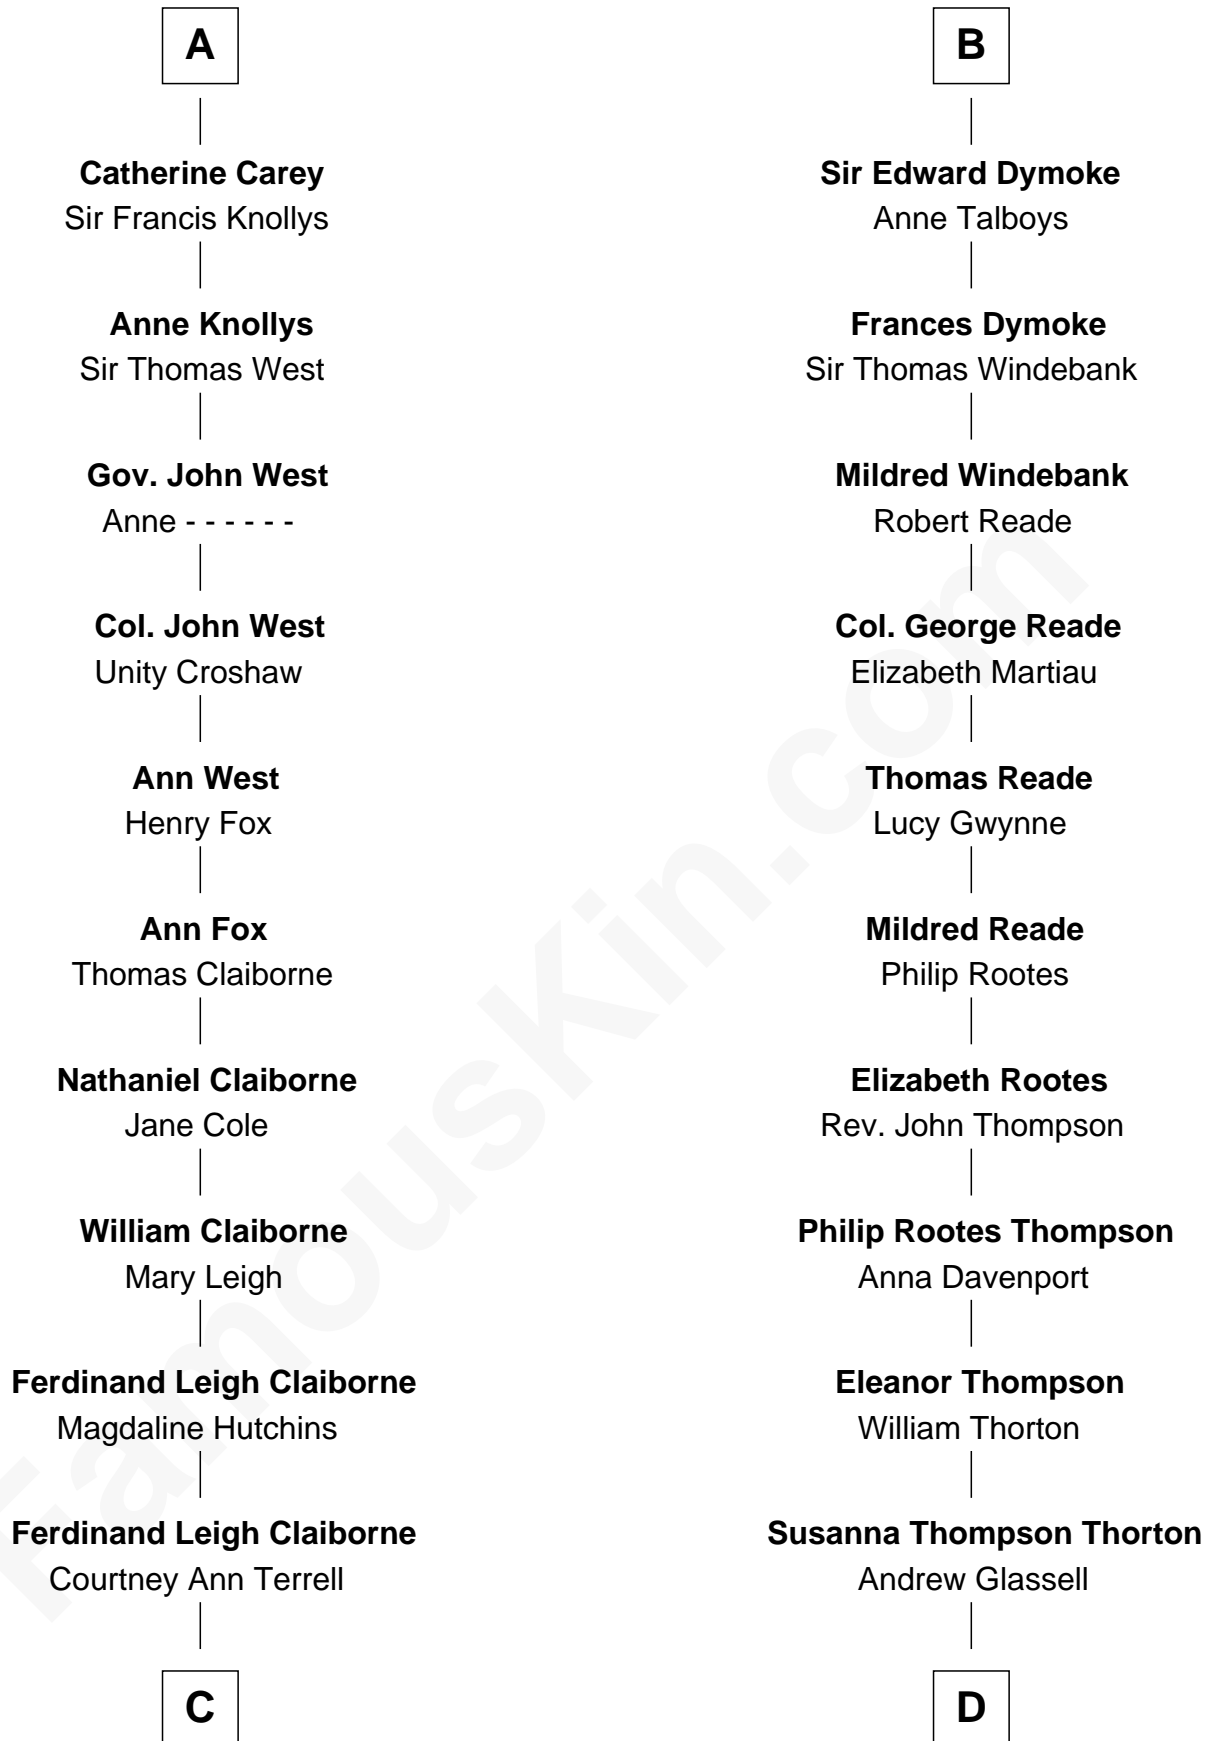 A
Catherine Carey
Sir Francis Knollys
Anne Knollys
Sir Thomas West
Gov. John West
Anne - - - - - -
Col. John West
Unity Croshaw
Ann West
Henry Fox
Ann Fox
Thomas Claiborne
Nathaniel Claiborne
Jane Cole
William Claiborne
Mary Leigh
Ferdinand Leigh Claiborne
Magdaline Hutchins
Ferdinand Leigh Claiborne
Courtney Ann Terrell
C
B
Sir Edward Dymoke
Anne Talboys
Frances Dymoke
Sir Thomas Windebank
Mildred Windebank
Robert Reade
Col. George Reade
Elizabeth Martiau
Thomas Reade
Lucy Gwynne
Mildred Reade
Philip Rootes
Elizabeth Rootes
Rev. John Thompson
Philip Rootes Thompson
Anna Davenport
Eleanor Thompson
William Thorton
Susanna Thompson Thorton
Andrew Glassell
D
FamousKin.com